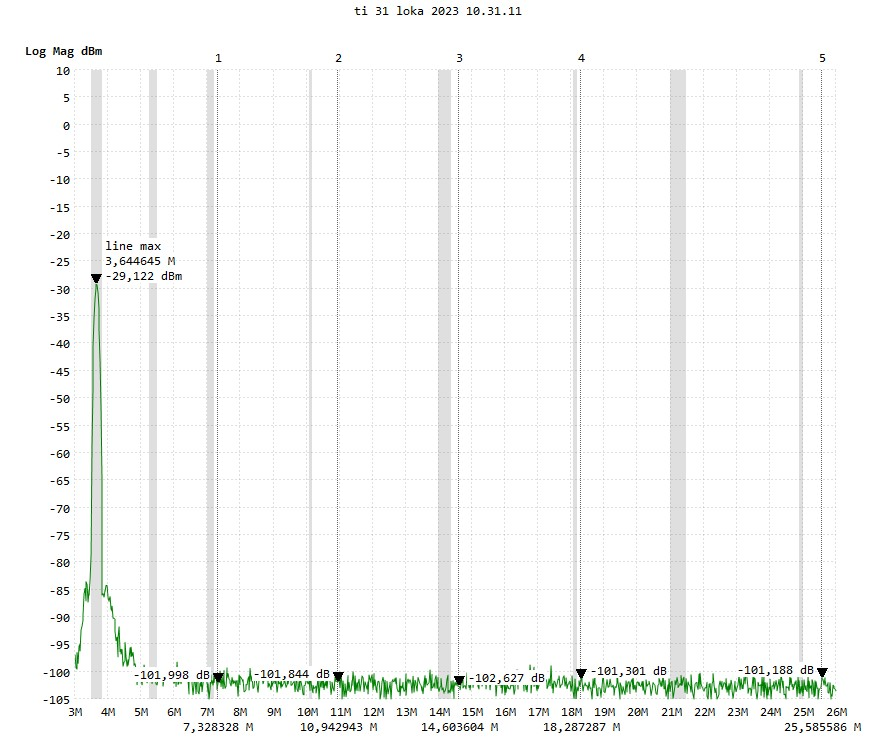 ti 31 loka 2023 10.31.11
Log Mag dBm
1 2 3 4 5
10
5
0
-5
-10
-15
-20
line max
3,644645 M
-25
-29,122 dBm
-30
-35
-40
-45
-50
-55
-60
-65
-70
-75
-80
-85
-90
-95
-100
-101,998 dB -101,844 dB -102,627 dB -101,301 dB -101,188 dB
-105
3M 4M 5M 6M 7M 8M 9M 10M 11M 12M 13M 14M 15M 16M 17M 18M 19M 20M 21M 22M 23M 24M 25M 26M
7,328328 M 10,942943 M 14,603604 M 18,287287 M 25,585586 M